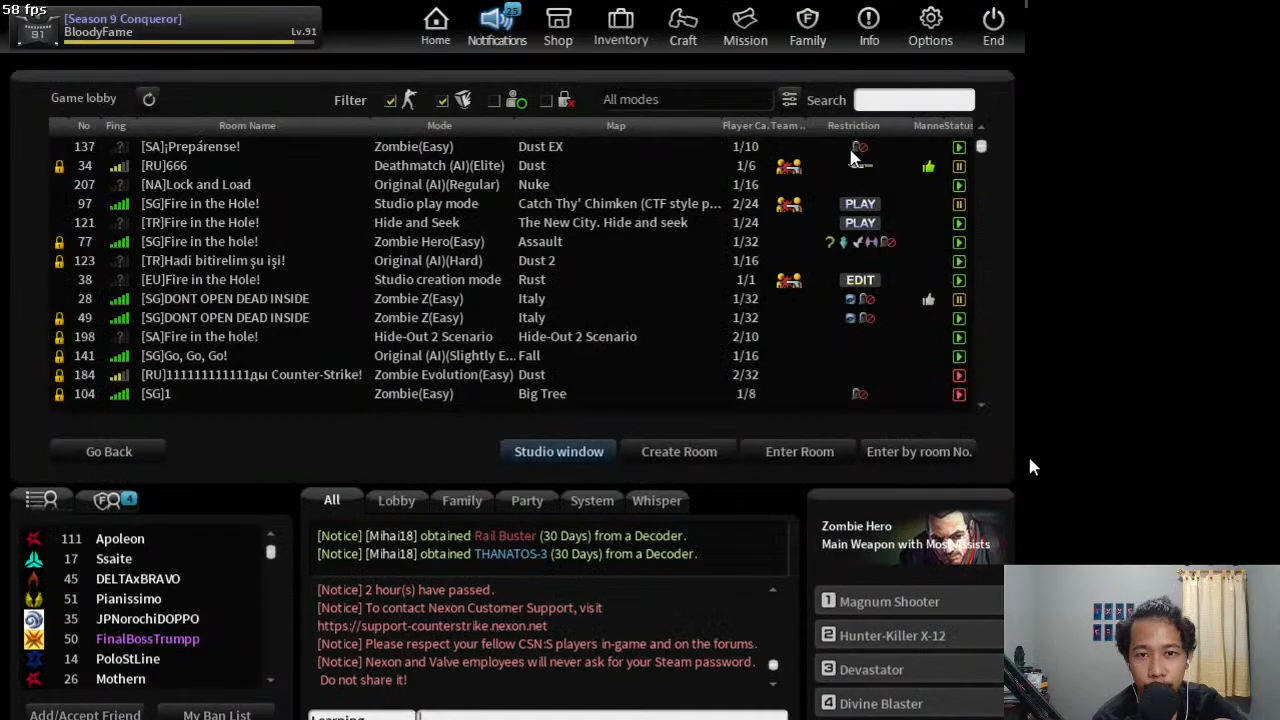 58 fps
[Season 9 Conqueror]
BloodyFame
91
Lv.91
25
Home Notifications Shop Inventory Craft Mission Family Info Options End
Game lobby Filter All modes Search
No Ping Room Name Mode Map Player Ca.. Team .. Restriction Manne Status
137 [SA]¡Prepárense! Zombie(Easy) Dust EX 1/10
34 [RU]666 Deathmatch (AI)(Elite) Dust 1/6
207 [NA]Lock and Load Original (AI)(Regular) Nuke 1/16
97 [SG]Fire in the Hole! Studio play mode Catch Thy' Chimken (CTF style p... 2/24 PLAY
121 [TR]Fire in the Hole! Hide and Seek The New City. Hide and seek 1/24 PLAY
77 [SG]Fire in the hole! Zombie Hero(Easy) Assault 1/32
123 [TR]Hadi bitirelim şu işi! Original (AI)(Hard) Dust 2 1/16
38 [EU]Fire in the Hole! Studio creation mode Rust 1/1 EDIT
28 [SG]DONT OPEN DEAD INSIDE Zombie Z(Easy) Italy 1/32
49 [SG]DONT OPEN DEAD INSIDE Zombie Z(Easy) Italy 1/32
198 [SA]Fire in the hole! Hide-Out 2 Scenario Hide-Out 2 Scenario 2/10
141 [SG]Go, Go, Go! Original (AI)(Slightly E... Fall 1/16
184 [RU]111111111111ды Counter-Strike! Zombie Evolution(Easy) Dust 2/32
104 [SG]1 Zombie(Easy) Big Tree 1/8
Go Back Studio window Create Room Enter Room Enter by room No.
4
All Lobby Family Party System Whisper
111 Apoleon
17 Ssaite
45 DELTAxBRAVO
51 Pianissimo
35 JPNorochiDOPPO
50 FinalBossTrumpp
14 PoloStLine
26 Mothern
Add/Accept Friend My Ban List
[Notice] [Mihai18] obtained Rail Buster (30 Days) from a Decoder.
[Notice] [Mihai18] obtained THANATOS-3 (30 Days) from a Decoder.
[Notice] 2 hour(s) have passed.
[Notice] To contact Nexon Customer Support, visit
https://support-counterstrike.nexon.net
[Notice] Please respect your fellow CSN:S players in-game and on the forums.
[Notice] Nexon and Valve employees will never ask for your Steam password.
Do not share it!
Learning
Zombie Hero
Main Weapon with Most Assists
1 Magnum Shooter
2 Hunter-Killer X-12
3 Devastator
4 Divine Blaster